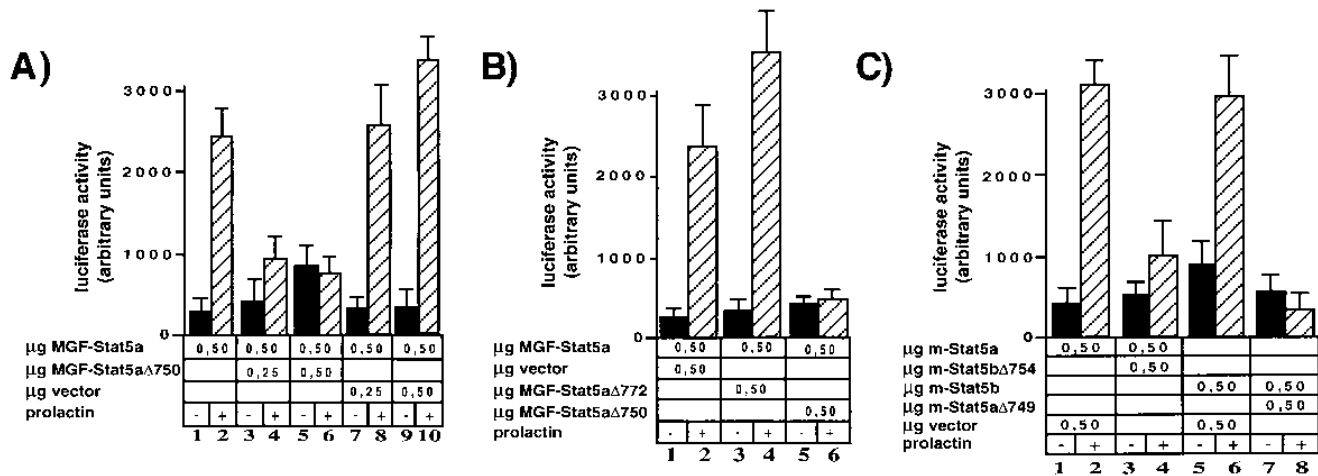 A)
luciferase activity
(arbitrary units)
3000
2000
1000
0
µg MGF-Stat5a 0,50 0,50 0,50 0,50 0,50
µg MGF-Stat5aΔ750 0,25 0,50
µg vector 0,25 0,50
prolactin - + - + - + - + - +
1 2 3 4 5 6 7 8 9 10
B)
luciferase activity
(arbitrary units)
3000
2000
1000
0
µg MGF-Stat5a 0,50 0,50 0,50
µg vector 0,50
µg MGF-Stat5aΔ772 0,50
µg MGF-Stat5aΔ750 0,50
prolactin - + - + - +
1 2 3 4 5 6
C)
luciferase activity
(arbitrary units)
3000
2000
1000
0
µg m-Stat5a 0,50 0,50
µg m-Stat5bΔ754 0,50
µg m-Stat5b 0,50 0,50
µg m-Stat5aΔ749 0,50
µg vector 0,50 0,50
prolactin - + - + - + - +
1 2 3 4 5 6 7 8